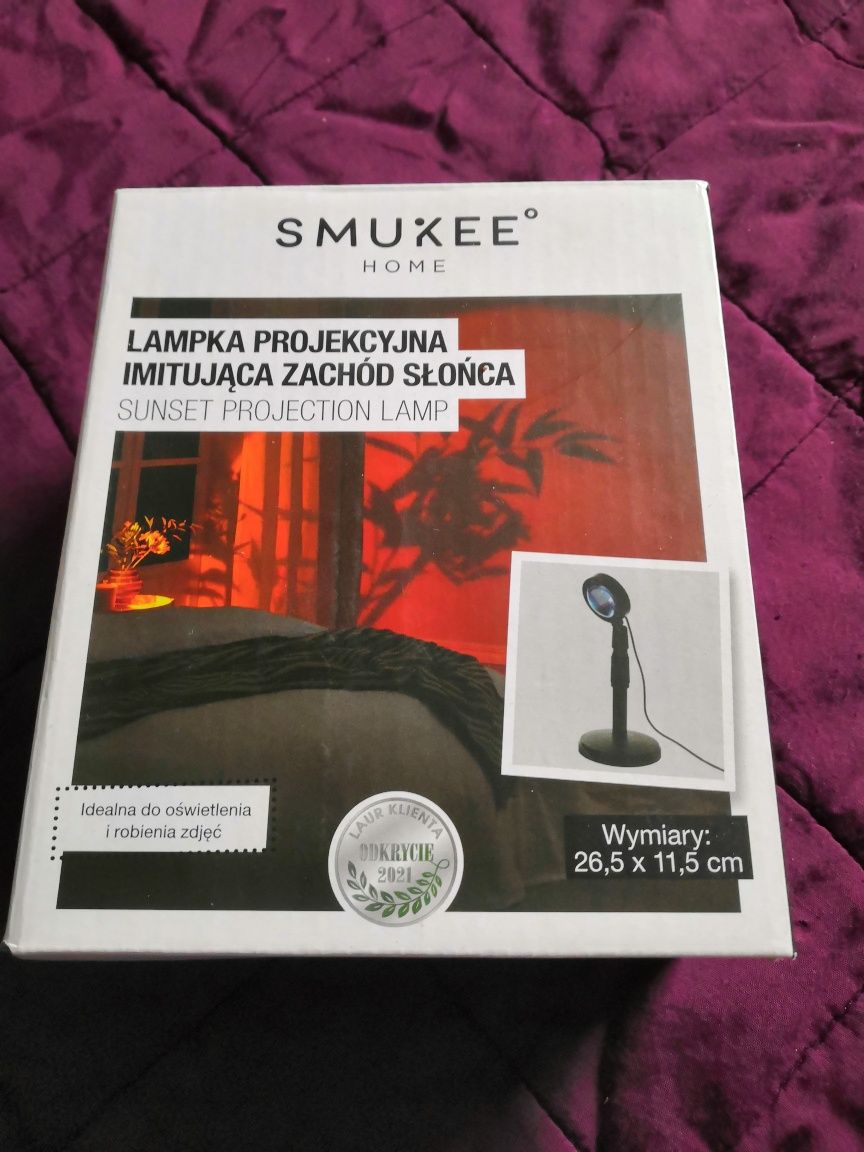 SMUKEE°
HOME
LAMPKA PROJEKCYJNA
IMITUJĄCA ZACHÓD SŁOŃCA
SUNSET PROJECTION LAMP
Idealna do oświetlenia
i robienia zdjęć
LAUR KLIENTA
ODKRYCIE
2021
Wymiary:
26,5 x 11,5 cm